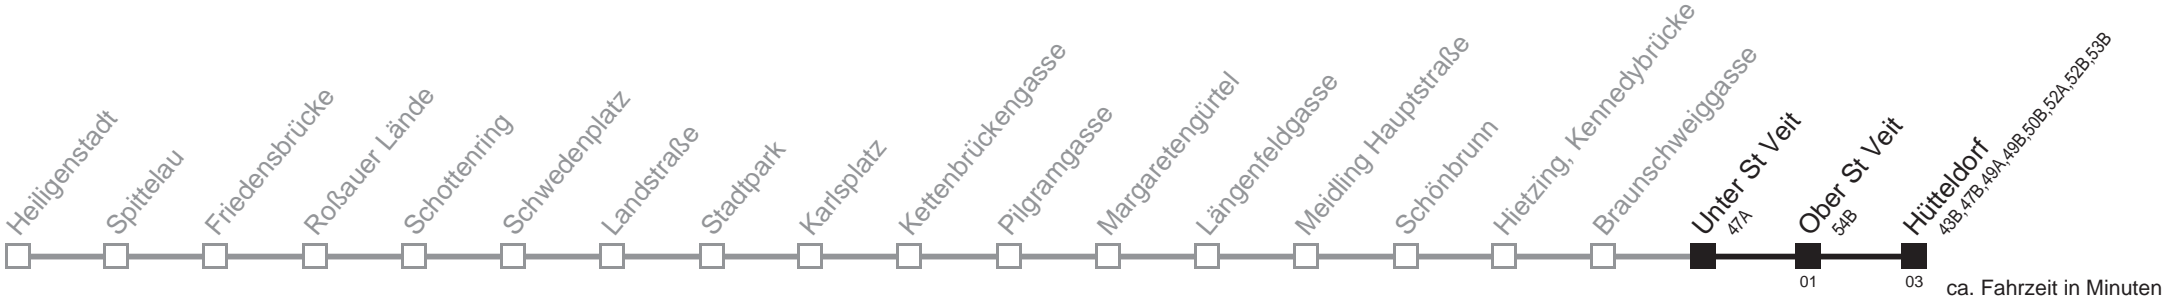 Heiligenstadt
Spittelau
Friedensbrücke
Roßauer Lände
Schottenring
Schwedenplatz
Landstraße
Stadtpark
Karlsplatz
Kettenbrückengasse
Pilgramgasse
Margaretengürtel
Längenfeldgasse
Meidling Hauptstraße
Schönbrunn
Hietzing, Kennedybrücke
Braunschweiggasse
Unter St Veit
47A
Ober St Veit
54B
Hütteldorf
43B,47B,49A,49B,50B,52A,52B,53B
01
03
ca. Fahrzeit in Minuten